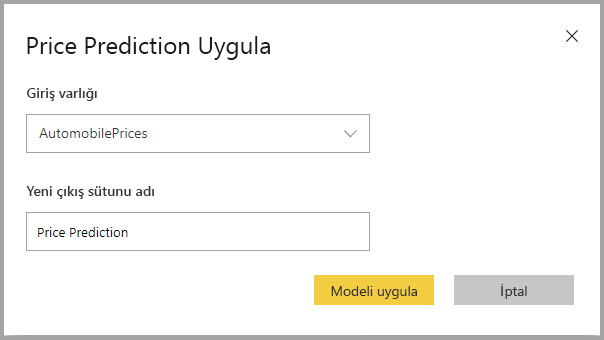 Price Prediction Uygula
Giriş varlığı
AutomobilePrices
Yeni çıkış sütunu adı
Price Prediction
Modeli uygula
İptal